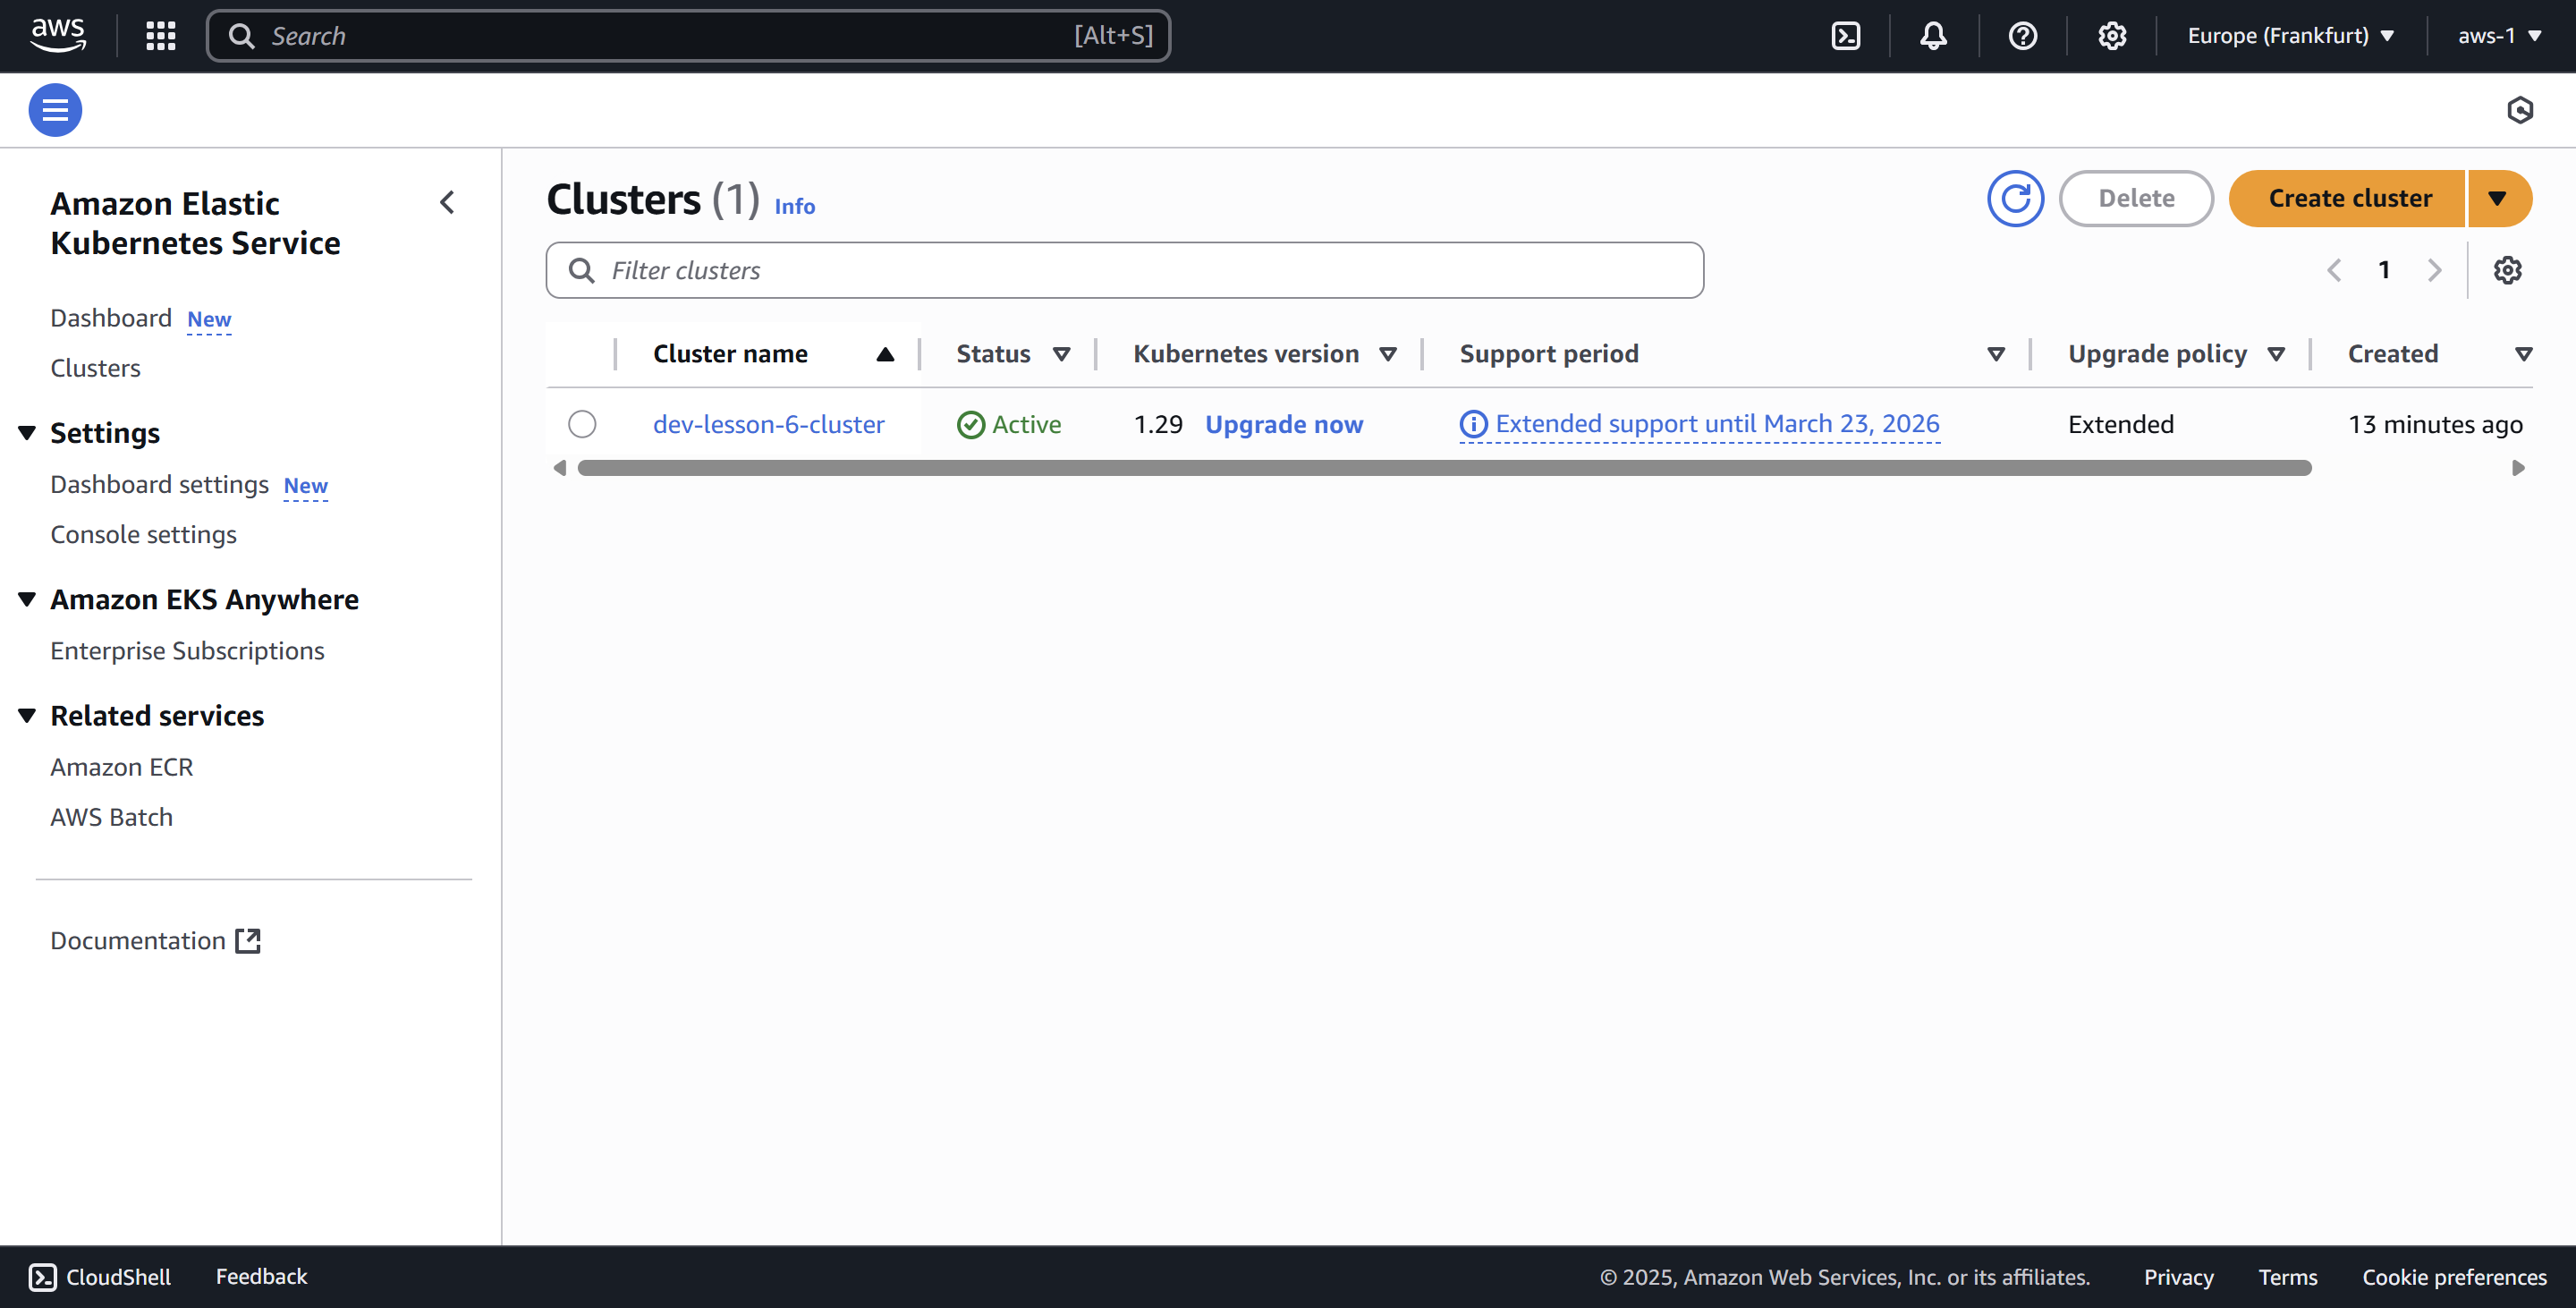 aws
Search [Alt+S]
Europe (Frankfurt)
aws-1
Amazon Elastic
Kubernetes Service
Dashboard New
Clusters
Settings
Dashboard settings New
Console settings
Amazon EKS Anywhere
Enterprise Subscriptions
Related services
Amazon ECR
AWS Batch
Documentation
Clusters (1) Info
Delete
Create cluster
Filter clusters
1
Cluster name Status Kubernetes version Support period Upgrade policy Created
dev-lesson-6-cluster Active 1.29 Upgrade now Extended support until March 23, 2026 Extended 13 minutes ago
CloudShell Feedback © 2025, Amazon Web Services, Inc. or its affiliates. Privacy Terms Cookie preferences